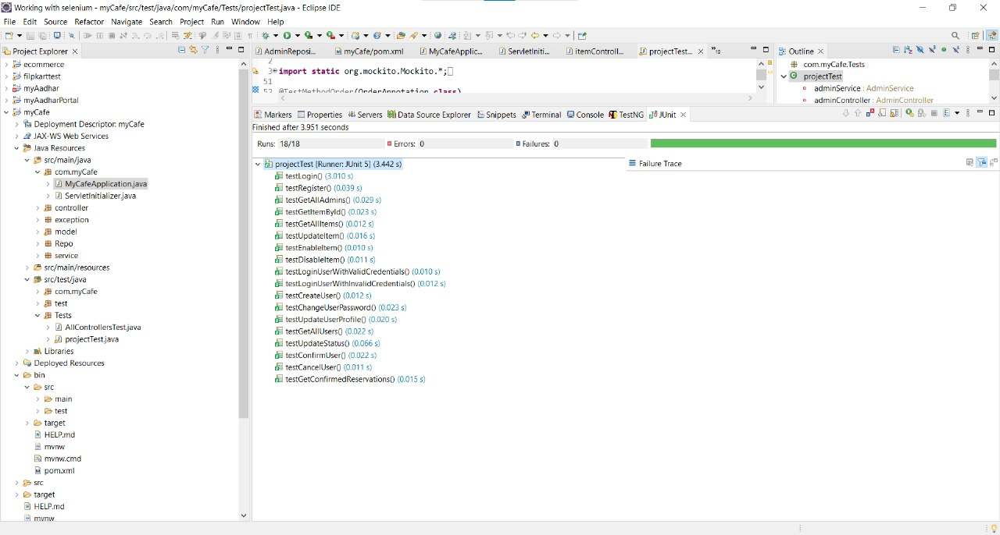 Working with selenium - myCafe/src/test/java/com/myCafe/Tests/projectTest.java - Eclipse IDE
File Edit Source Refactor Navigate Search Project Run Window Help
Project Explorer
ecommerce
filpkarttest
myAadhar
myAadharPortal
myCafe
Deployment Descriptor: myCafe
JAX-WS Web Services
Java Resources
src/main/java
com.myCafe
MyCafeApplication.java
ServletInitializer.java
controller
exception
model
Repo
service
src/main/resources
src/test/java
com.myCafe
test
Tests
AllControllersTest.java
projectTest.java
Libraries
Deployed Resources
bin
src
main
test
target
HELP.md
mvnw
mvnw.cmd
pom.xml
src
target
HELP.md
mvnw
AdminReposi... myCafe/pom.xml MyCafeApplic... ServletIniti... itemControll... projectTest... »19
2
3 import static org.mockito.Mockito.*;
51
52 @TestMethodOrder(OrderAnnotation.class)
Outline
com.myCafe.Tests
projectTest
adminService : AdminService
adminController : AdminController
Markers Properties Servers Data Source Explorer Snippets Terminal Console TestNG JUnit
Finished after 3.951 seconds
Runs: 18/18 Errors: 0 Failures: 0
projectTest [Runner: JUnit 5] (3.442 s)
testLogin() (3.010 s)
testRegister() (0.039 s)
testGetAllAdmins() (0.029 s)
testGetItemById() (0.023 s)
testGetAllItems() (0.012 s)
testUpdateItem() (0.016 s)
testEnableItem() (0.010 s)
testDisableItem() (0.011 s)
testLoginUserWithValidCredentials() (0.010 s)
testLoginUserWithInvalidCredentials() (0.012 s)
testCreateUser() (0.012 s)
testChangeUserPassword() (0.023 s)
testUpdateUserProfile() (0.020 s)
testGetAllUsers() (0.022 s)
testUpdateStatus() (0.066 s)
testConfirmUser() (0.022 s)
testCancelUser() (0.011 s)
testGetConfirmedReservations() (0.015 s)
Failure Trace